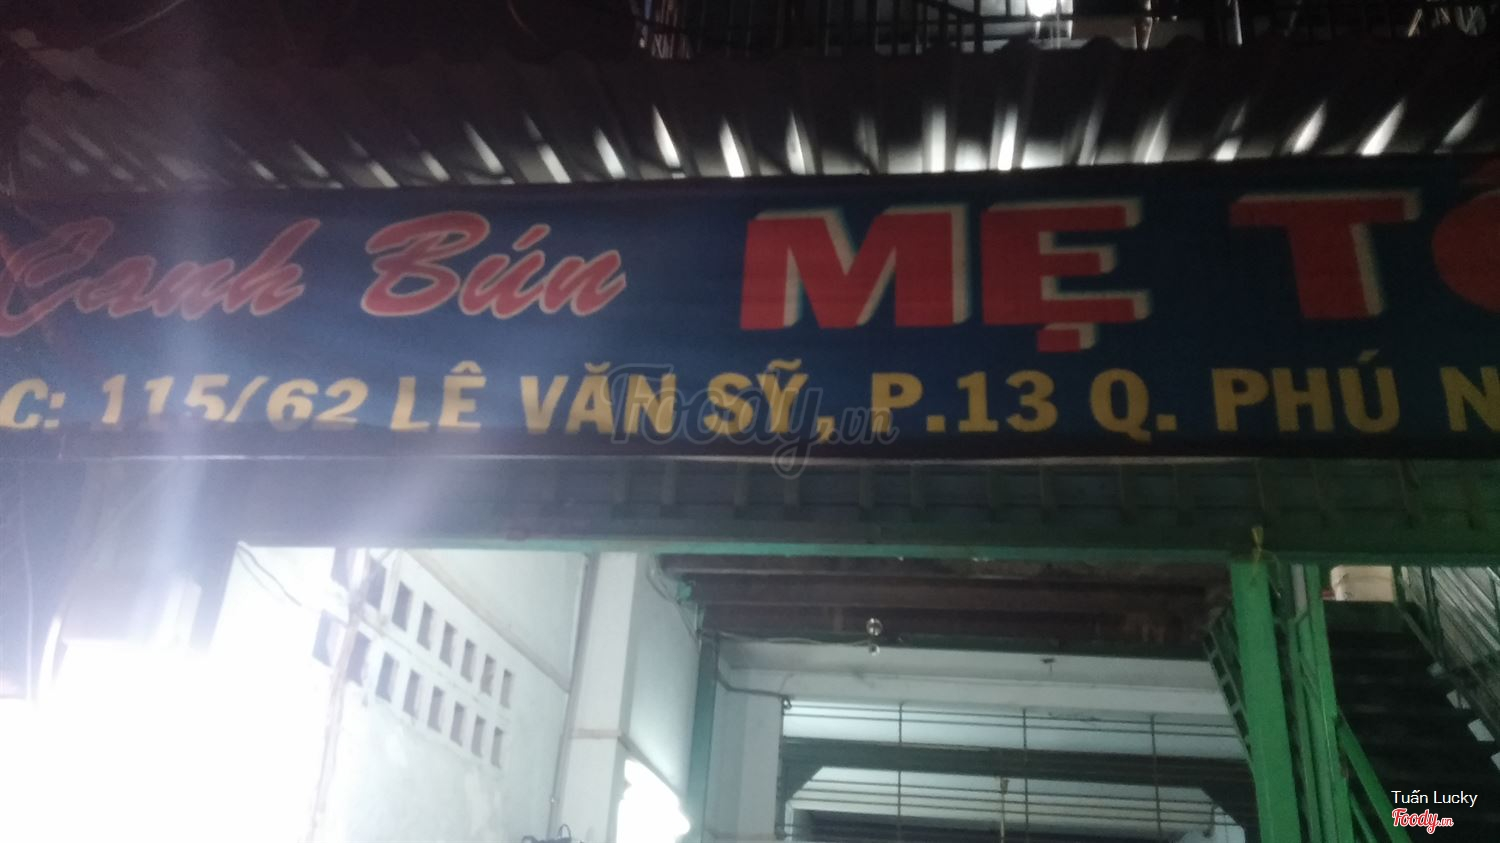 Canh Bún MẸ T
C: 115/62 LÊ VĂN SỸ, P.13 Q. PHÚ N
Foody.vn
Tuấn Lucky
Foody.vn